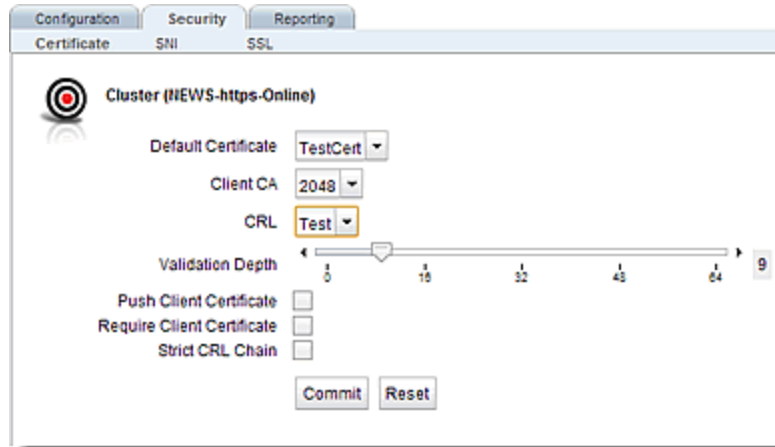 Configuration Security Reporting
Certificate SNI SSL
Cluster (NEWS-https-Online)
Default Certificate TestCert
Client CA 2048
CRL Test
Validation Depth 0 16 32 48 64 9
Push Client Certificate
Require Client Certificate
Strict CRL Chain
Commit Reset